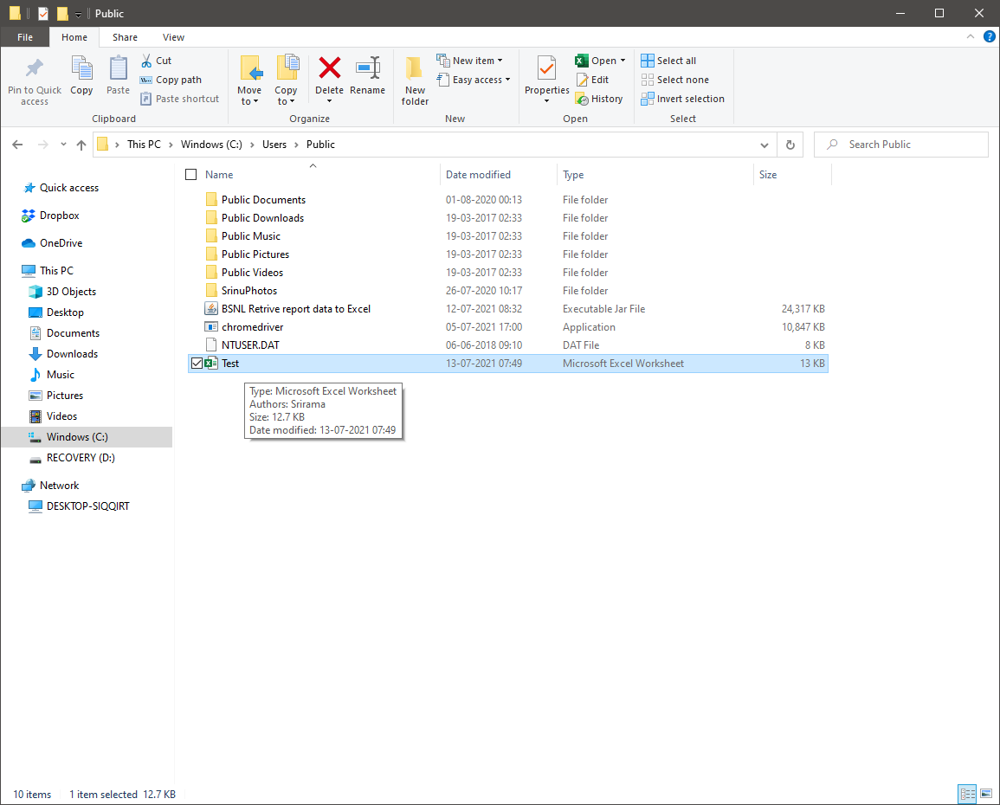 Public
File Home Share View
Pin to Quick access
Copy
Paste
Cut
Copy path
Paste shortcut
Clipboard
Move to
Copy to
Delete
Rename
Organize
New folder
New item
Easy access
New
Properties
Open
Edit
History
Open
Select all
Select none
Invert selection
Select
This PC Windows (C:) Users Public
Search Public
Quick access
Dropbox
OneDrive
This PC
3D Objects
Desktop
Documents
Downloads
Music
Pictures
Videos
Windows (C:)
RECOVERY (D:)
Network
DESKTOP-SIQQIRT
Name Date modified Type Size
Public Documents 01-08-2020 00:13 File folder
Public Downloads 19-03-2017 02:33 File folder
Public Music 19-03-2017 02:33 File folder
Public Pictures 19-03-2017 02:33 File folder
Public Videos 19-03-2017 02:33 File folder
SrinuPhotos 26-07-2020 10:17 File folder
BSNL Retrive report data to Excel 12-07-2021 08:32 Executable Jar File 24,317 KB
chromedriver 05-07-2021 17:00 Application 10,847 KB
NTUSER.DAT 06-06-2018 09:10 DAT File 8 KB
Test 13-07-2021 07:49 Microsoft Excel Worksheet 13 KB
Type: Microsoft Excel Worksheet
Authors: Srirama
Size: 12.7 KB
Date modified: 13-07-2021 07:49
10 items 1 item selected 12.7 KB